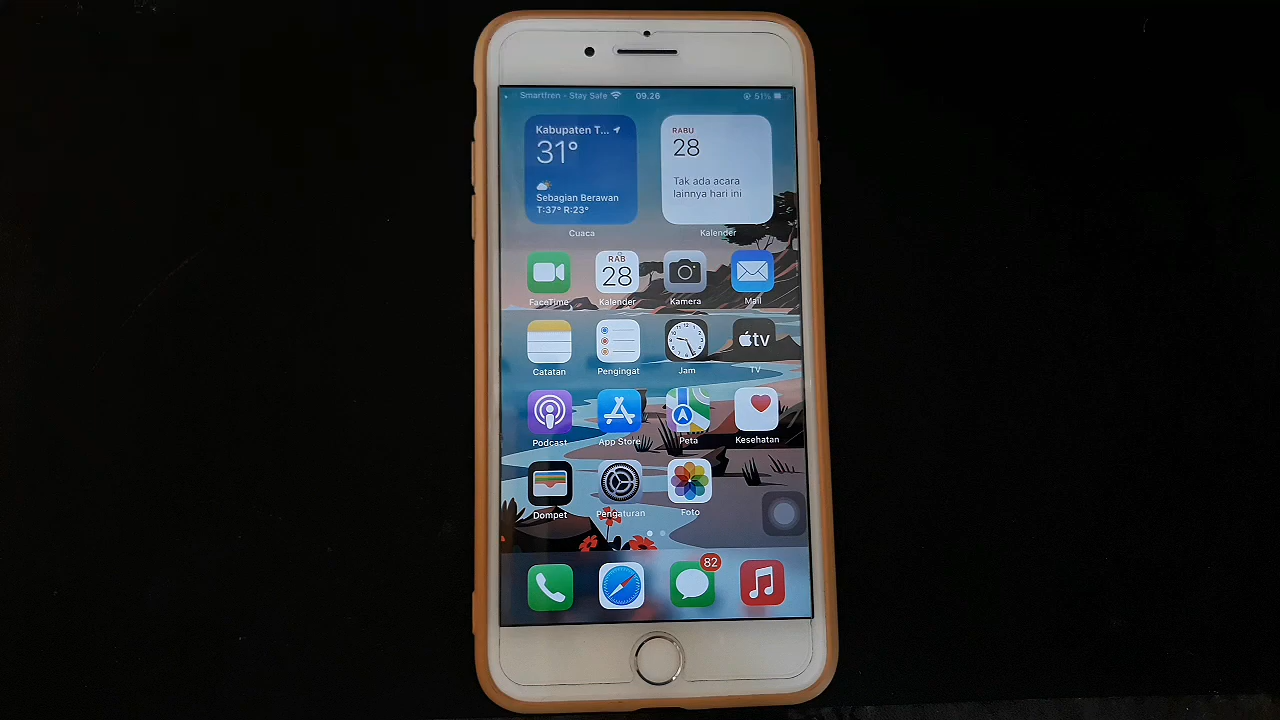 Smartfren - Stay Safe 09.26 51%
Kabupaten T...
31°
Sebagian Berawan
T:37° R:23°
Cuaca
RABU
28
Tak ada acara
lainnya hari ini
Kalender
RAB
28
FaceTime Kalender Kamera Mail
tv
Catatan Pengingat Jam TV
Podcast App Store Peta Kesehatan
Dompet Pengaturan Foto
82